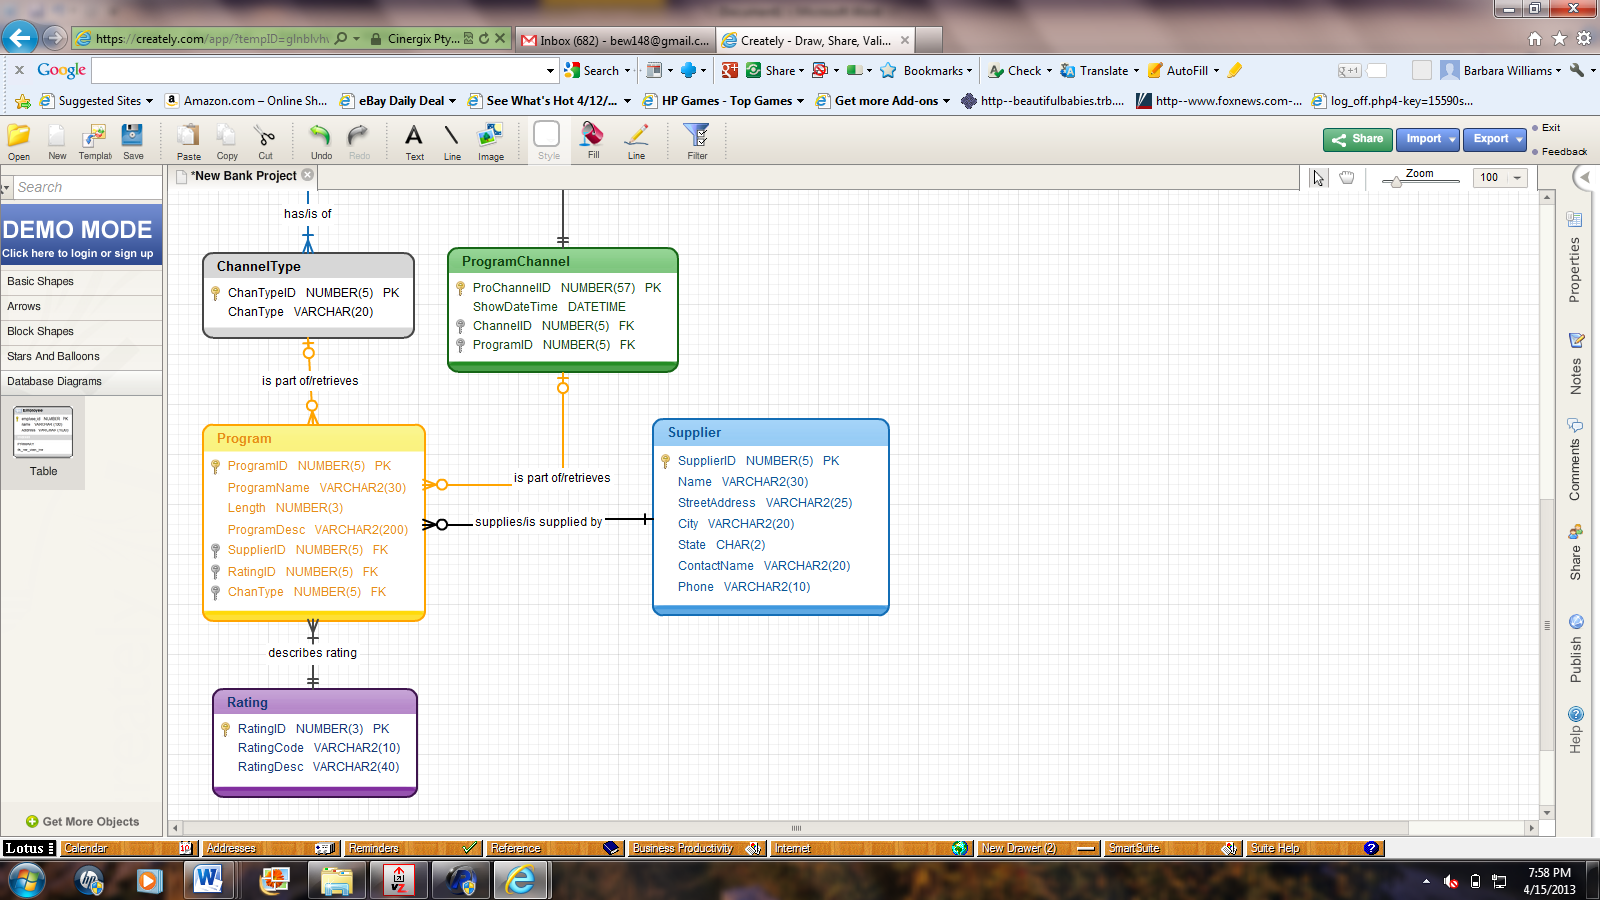 https://creately.com/app/?tempID=glnblvh
Cinergix Pty...
Inbox (682) - bew148@gmail.c...
Creately - Draw, Share, Vali...
Google
Search
Share
Bookmarks
Check
Translate
AutoFill
+1
Barbara Williams
Suggested Sites
Amazon.com – Online Sh...
eBay Daily Deal
See What's Hot 4/12/...
HP Games - Top Games
Get more Add-ons
http--beautifulbabies.trb....
http--www.foxnews.com-...
log_off.php4-key=15590s...
Open
New
Templat
Save
Paste
Copy
Cut
Undo
Redo
Text
Line
Image
Style
Fill
Line
Filter
Share
Import
Export
Exit
Feedback
*New Bank Project
Zoom
100
Search
DEMO MODE
Click here to login or sign up
Basic Shapes
Arrows
Block Shapes
Stars And Balloons
Database Diagrams
Table
Get More Objects
has/is of
ChannelType
ChanTypeID NUMBER(5) PK
ChanType VARCHAR(20)
ProgramChannel
ProChannelID NUMBER(57) PK
ShowDateTime DATETIME
ChannelID NUMBER(5) FK
ProgramID NUMBER(5) FK
is part of/retrieves
Program
ProgramID NUMBER(5) PK
ProgramName VARCHAR2(30)
Length NUMBER(3)
ProgramDesc VARCHAR2(200)
SupplierID NUMBER(5) FK
RatingID NUMBER(5) FK
ChanType NUMBER(5) FK
is part of/retrieves
supplies/is supplied by
Supplier
SupplierID NUMBER(5) PK
Name VARCHAR2(30)
StreetAddress VARCHAR2(25)
City VARCHAR2(20)
State CHAR(2)
ContactName VARCHAR2(20)
Phone VARCHAR2(10)
describes rating
Rating
RatingID NUMBER(3) PK
RatingCode VARCHAR2(10)
RatingDesc VARCHAR2(40)
Properties
Notes
Comments
Share
Publish
Help
Lotus
Calendar
10
Addresses
Reminders
Reference
Business Productivity
Internet
New Drawer (2)
SmartSuite
Suite Help
7:58 PM
4/15/2013